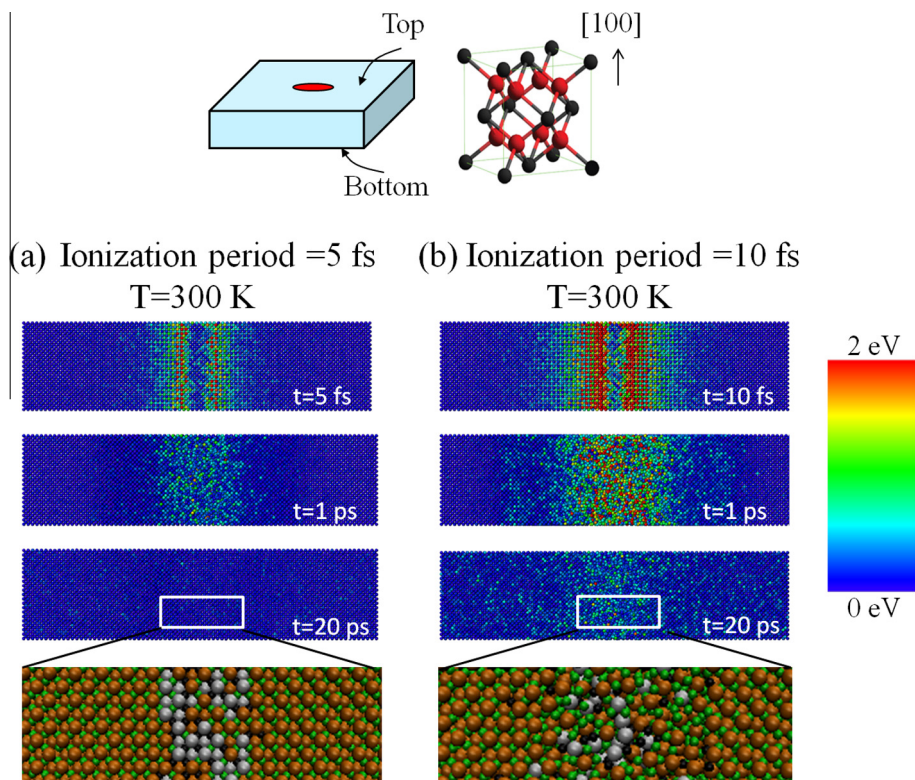 Top
[100]
Bottom
(a) Ionization period =5 fs
T=300 K
(b) Ionization period =10 fs
T=300 K
t=5 fs
t=10 fs
2 eV
t=1 ps
t=1 ps
t=20 ps
t=20 ps
0 eV